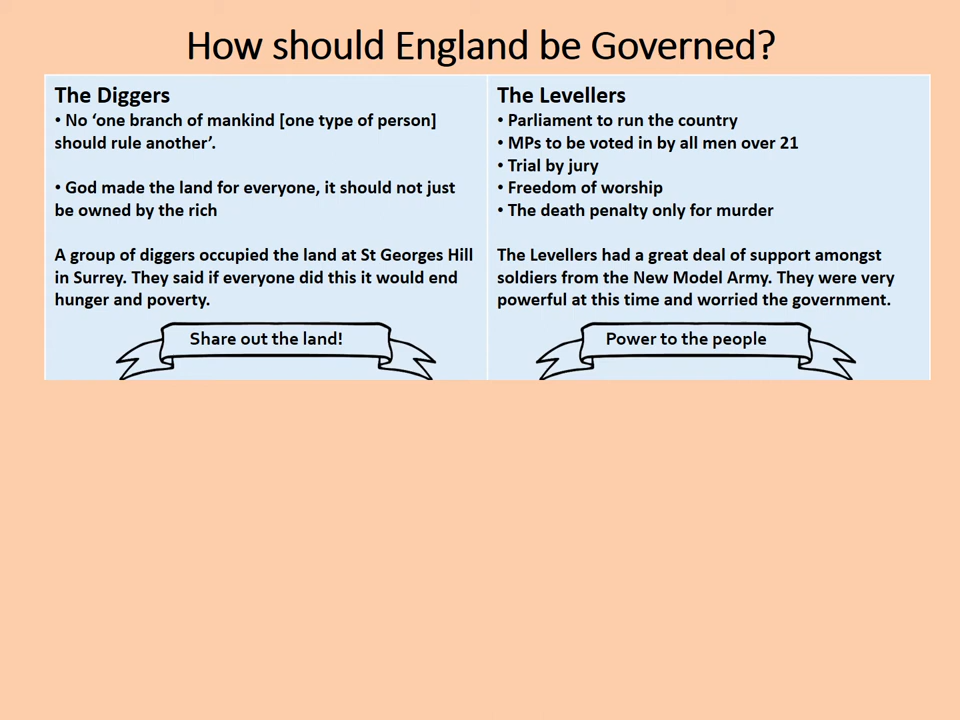 How should England be Governed?
The Diggers
• No ‘one branch of mankind [one type of person]
should rule another’.
• God made the land for everyone, it should not just
be owned by the rich
A group of diggers occupied the land at St Georges Hill
in Surrey. They said if everyone did this it would end
hunger and poverty.
Share out the land!
The Levellers
• Parliament to run the country
• MPs to be voted in by all men over 21
• Trial by jury
• Freedom of worship
• The death penalty only for murder
The Levellers had a great deal of support amongst
soldiers from the New Model Army. They were very
powerful at this time and worried the government.
Power to the people